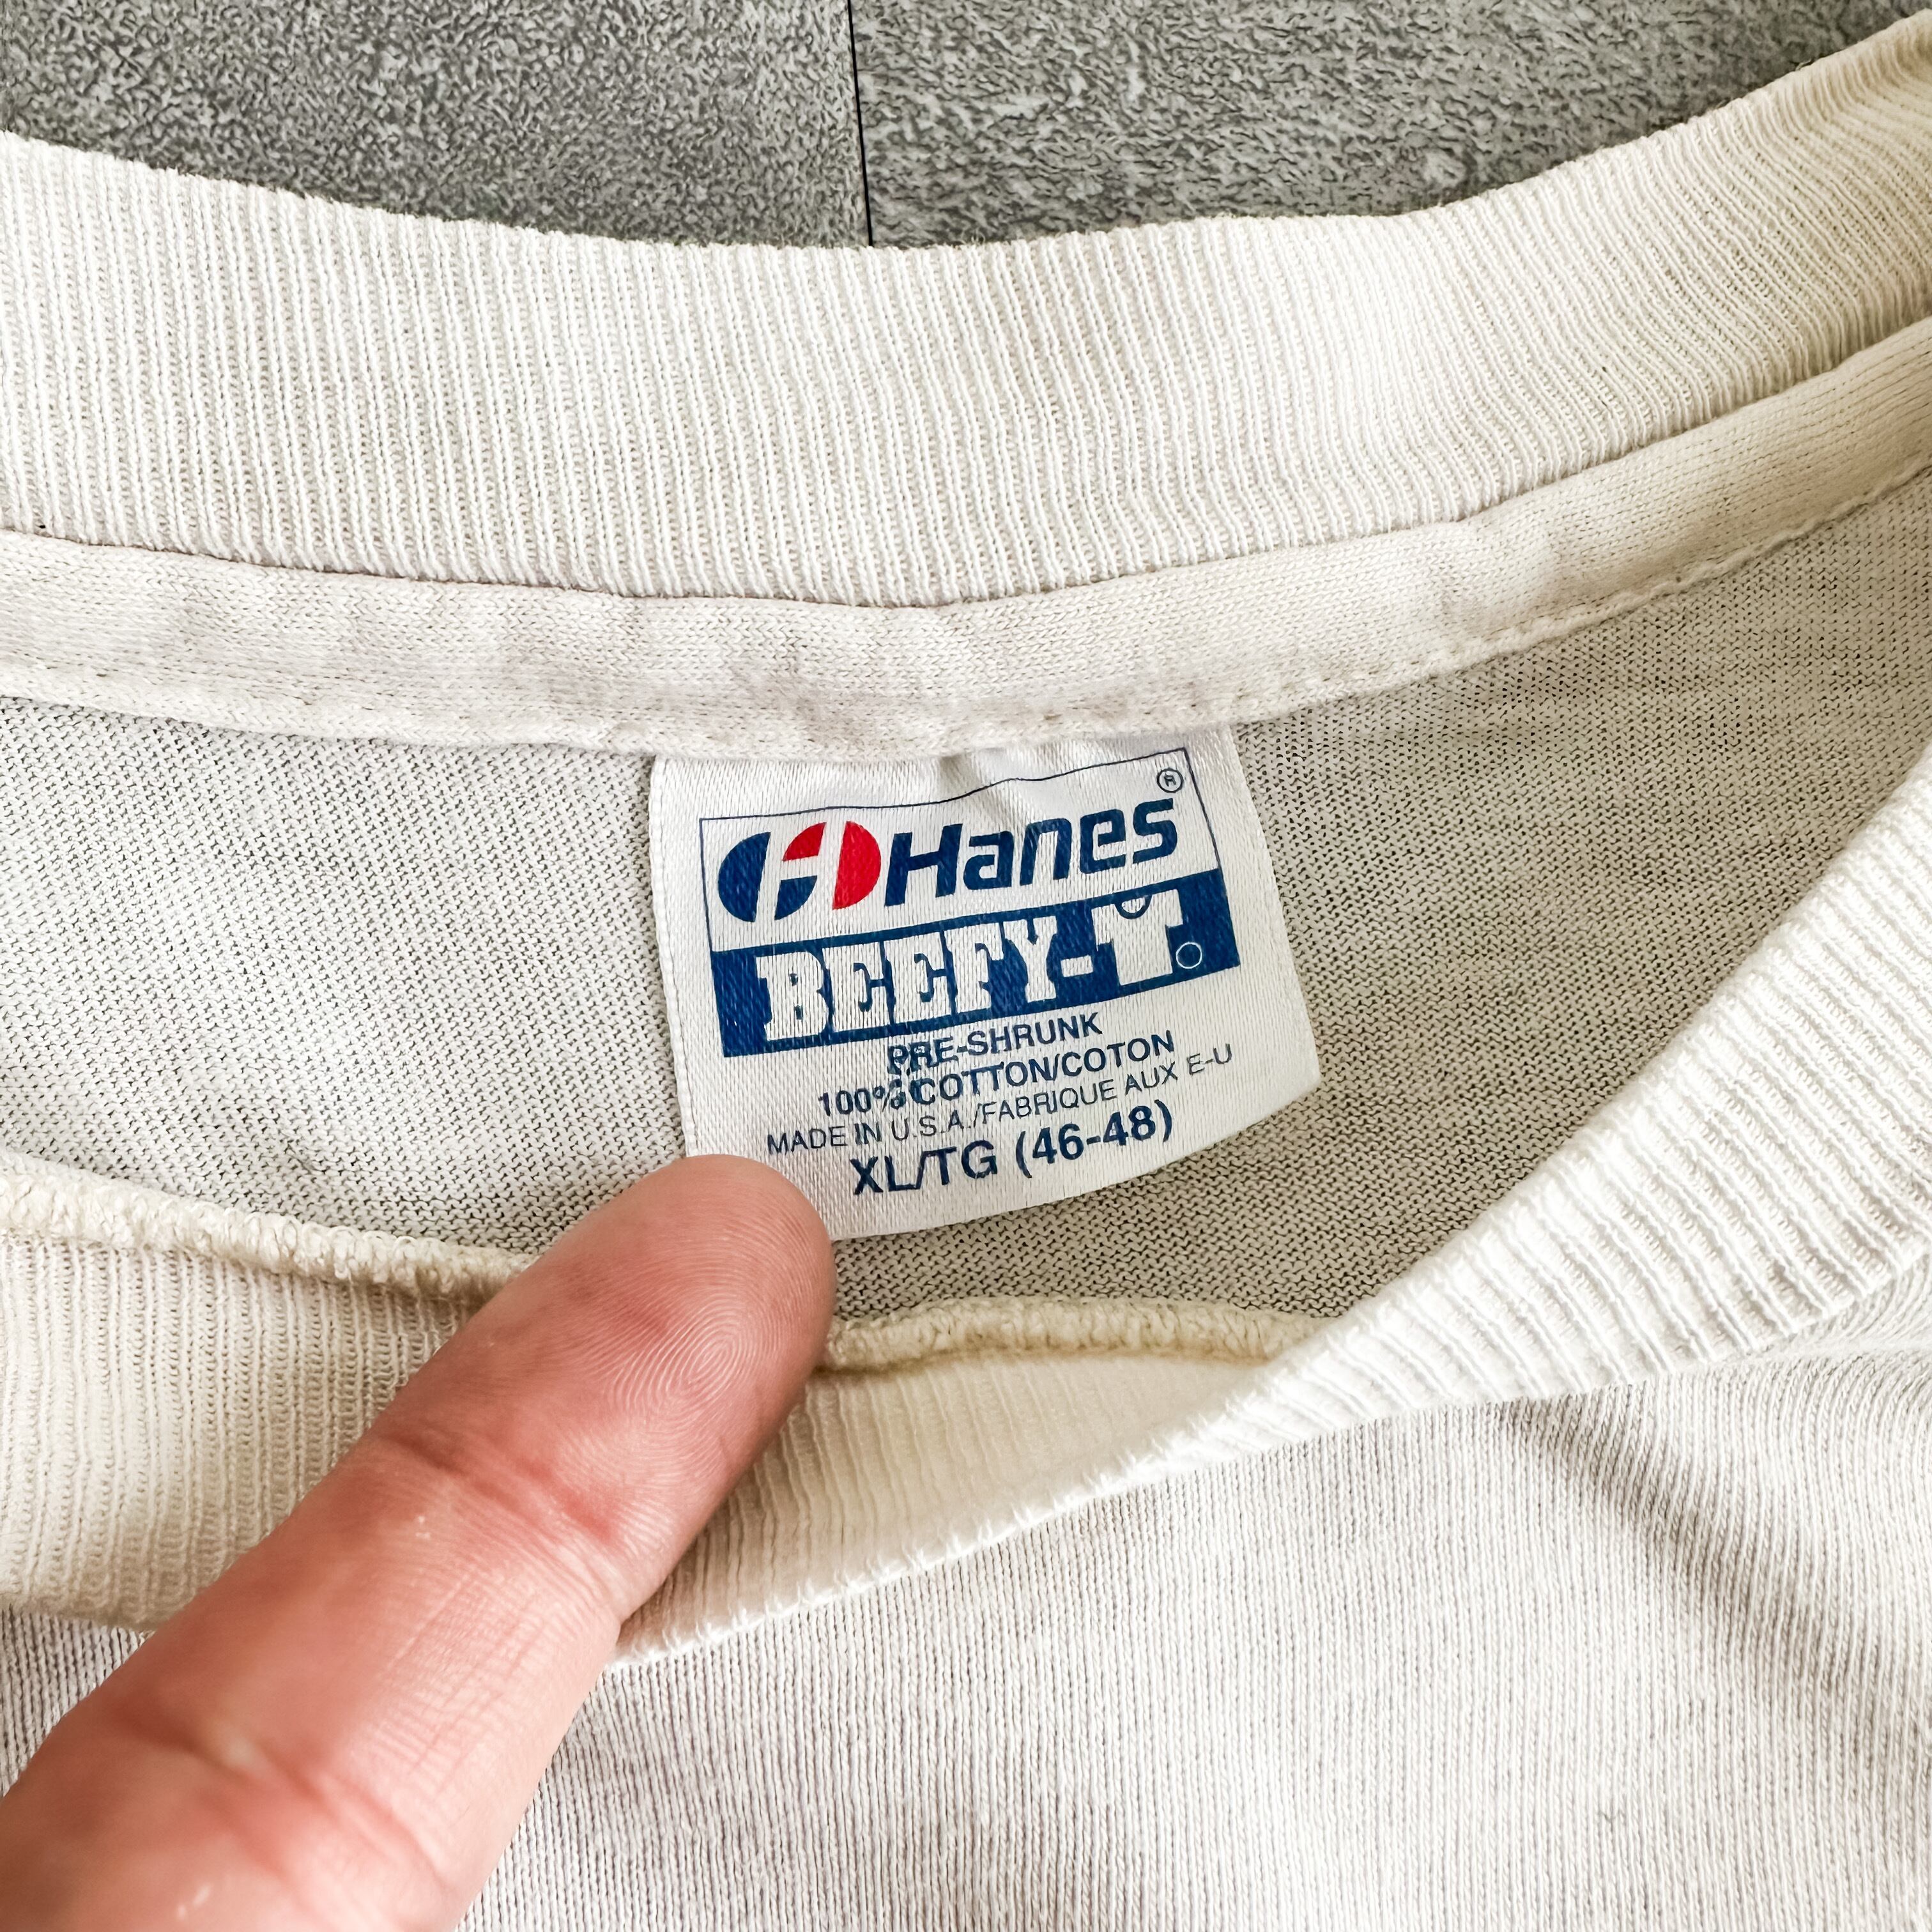 Hanes®
BEEFY-T®
PRE-SHRUNK
100% COTTON/COTON
MADE IN U.S.A./FABRIQUE AUX E-U
XL/TG (46-48)